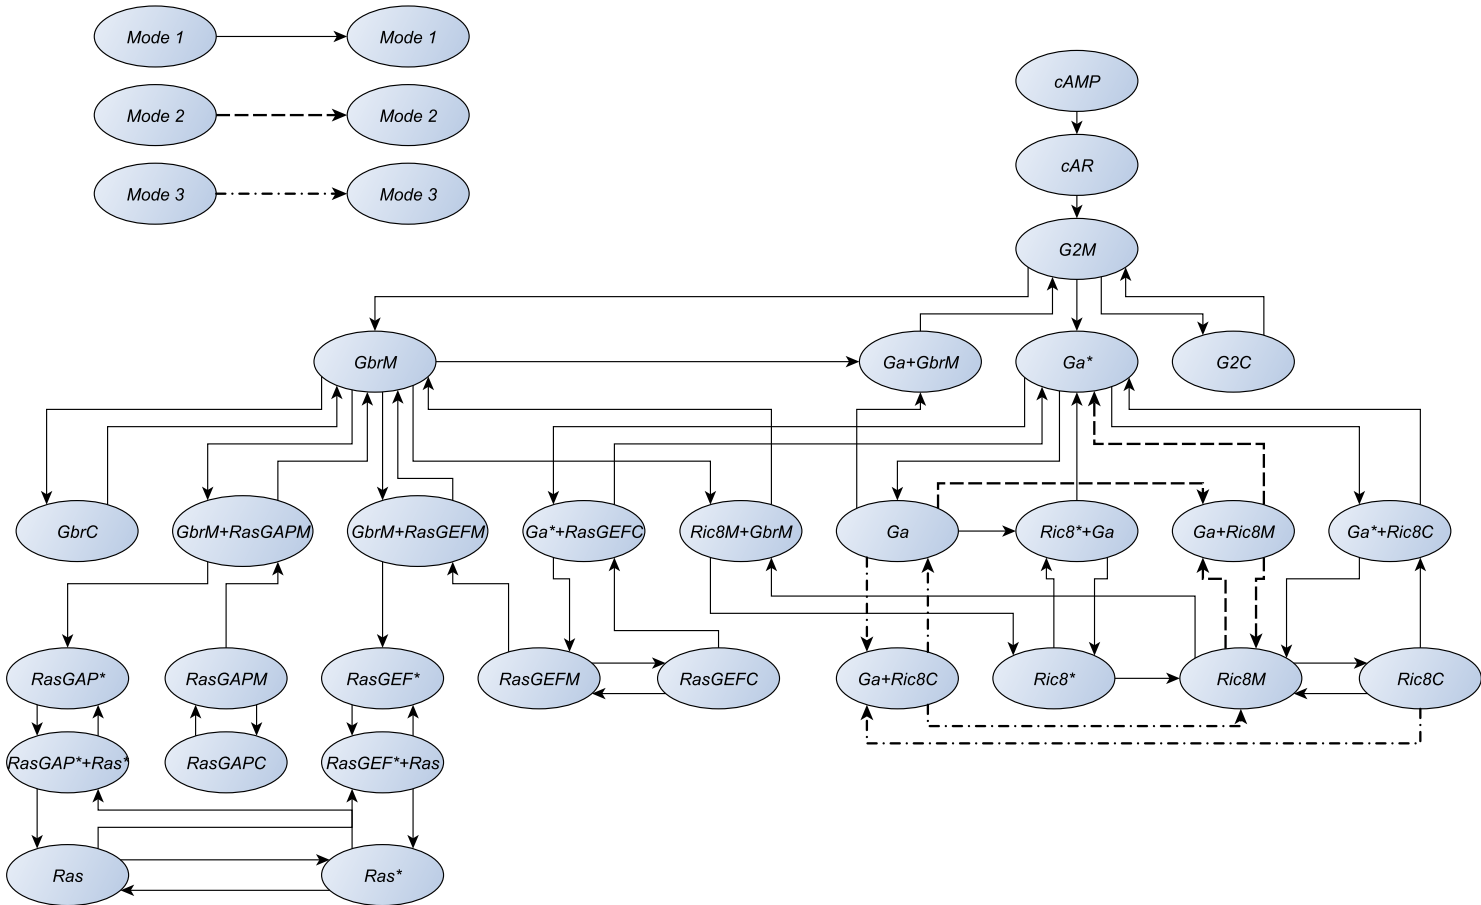 Mode 1
Mode 1
Mode 2
Mode 2
Mode 3
Mode 3
cAMP
cAR
G2M
GbrM
Ga+GbrM
Ga*
G2C
GbrC
GbrM+RasGAPM
GbrM+RasGEFM
Ga*+RasGEFC
Ric8M+GbrM
Ga
Ric8*+Ga
Ga+Ric8M
Ga*+Ric8C
RasGAP*
RasGAPM
RasGEF*
RasGEFM
RasGEFC
Ga+Ric8C
Ric8*
Ric8M
Ric8C
RasGAP*+Ras*
RasGAPC
RasGEF*+Ras
Ras
Ras*